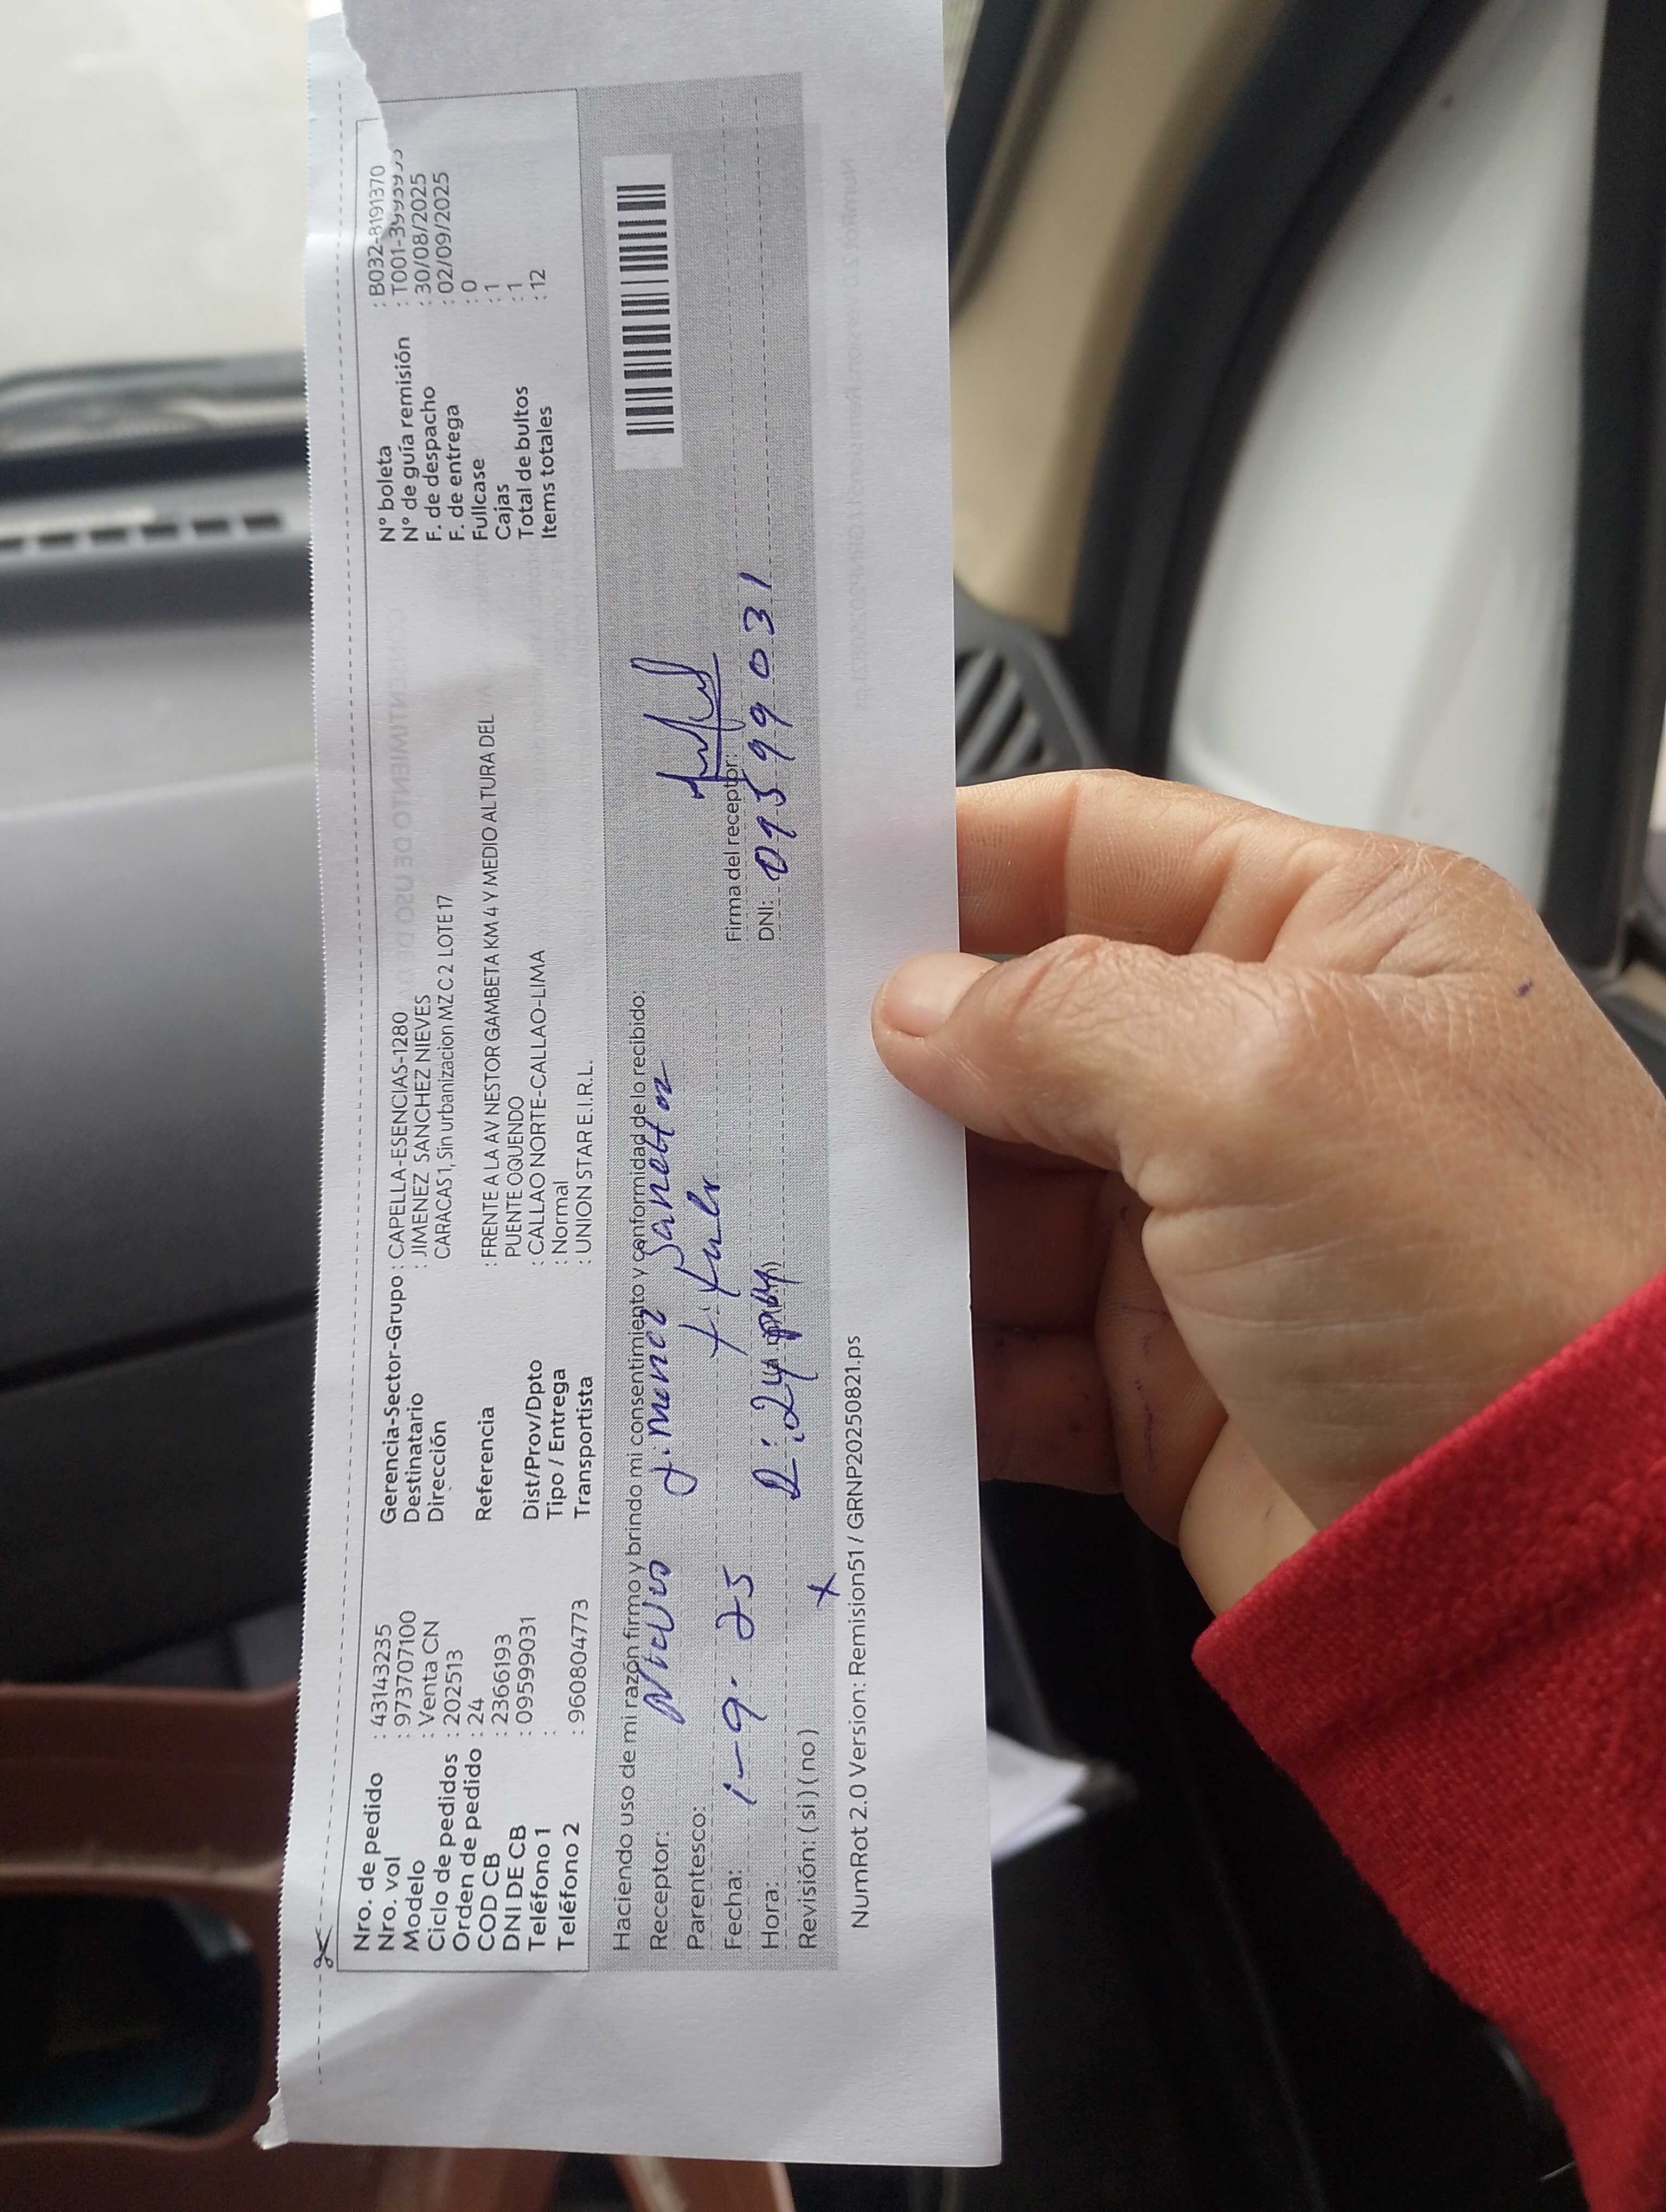 Nro. de pedido : 43143235
Nro. vol : 973707100
Modelo : Venta CN
Ciclo de pedidos : 202513
Orden de pedido : 24
COD CB : 2366193
DNI DE CB : 09599031
Teléfono 1 :
Teléfono 2 : 960804773
Gerencia-Sector-Grupo : CAPELLA-ESENCIAS-1280
Destinatario : JIMENEZ SANCHEZ NIEVES
Dirección CARACAS 1, Sin urbanizacion MZ C 2 LOTE 17
Referencia : FRENTE A LA AV NESTOR GAMBETA KM 4 Y MEDIO ALTURA DEL
PUENTE OQUENDO
Dist/Prov/Dpto : CALLAO NORTE-CALLAO-LIMA
Tipo / Entrega : Normal
Transportista : UNION STAR E.I.R.L.
N° boleta : B032-8191370
N° de guía remisión : T001-
F. de despacho : 30/08/2025
F. de entrega : 02/09/2025
Fullcase : 0
Cajas : 1
Total de bultos : 1
Items totales : 12
Haciendo uso de mi razón firmo y brindo mi consentimiento y conformidad de lo recibido:
Receptor: Nieves Jimenez Sanchez
Parentesco: titular
Fecha: 1-9-25
Hora:
Revisión: ( si ) ( no ) x
Firma del receptor:
DNI: 09599031
NumRot 2.0 Version: Remision51 / GRNP20250821.ps